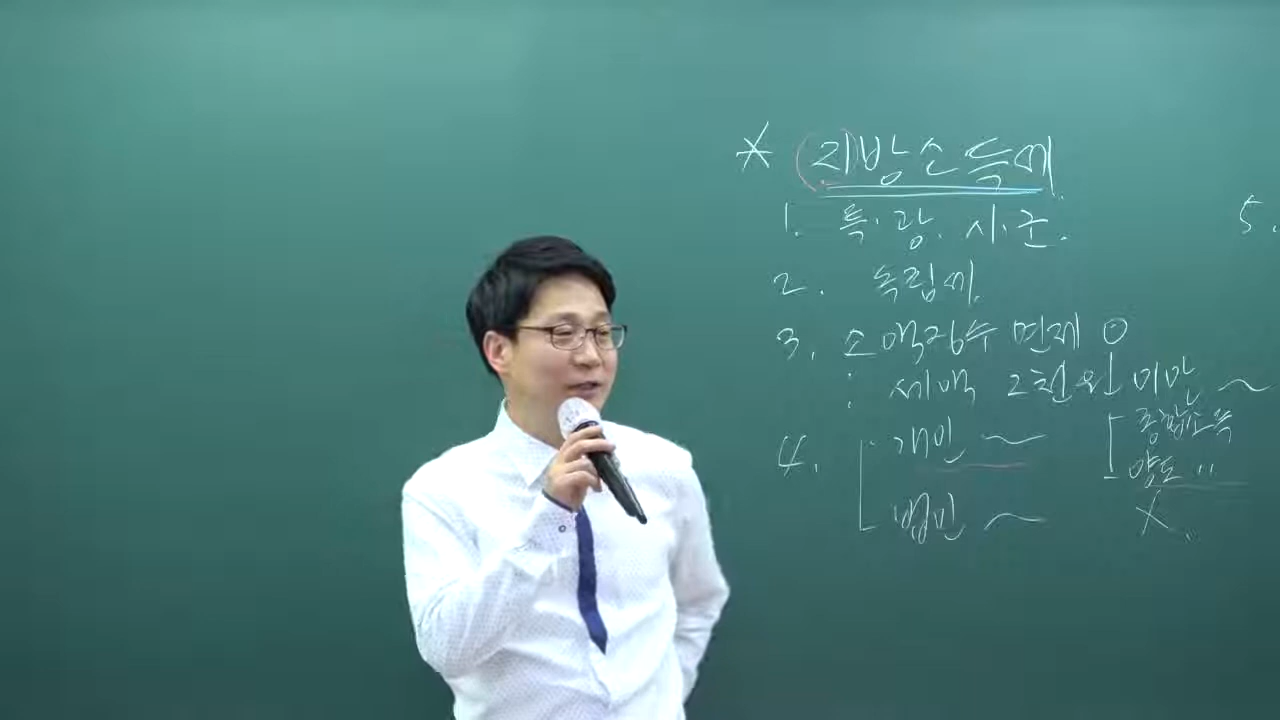 * 지방소득세
1. 특·광·시·군.
5.
2. 독립세.
3. 소액징수 면제 O
: 세액 2천원 미만 ~
4. 개인 ~ 종합소득
양도 〃
법인 ~ X